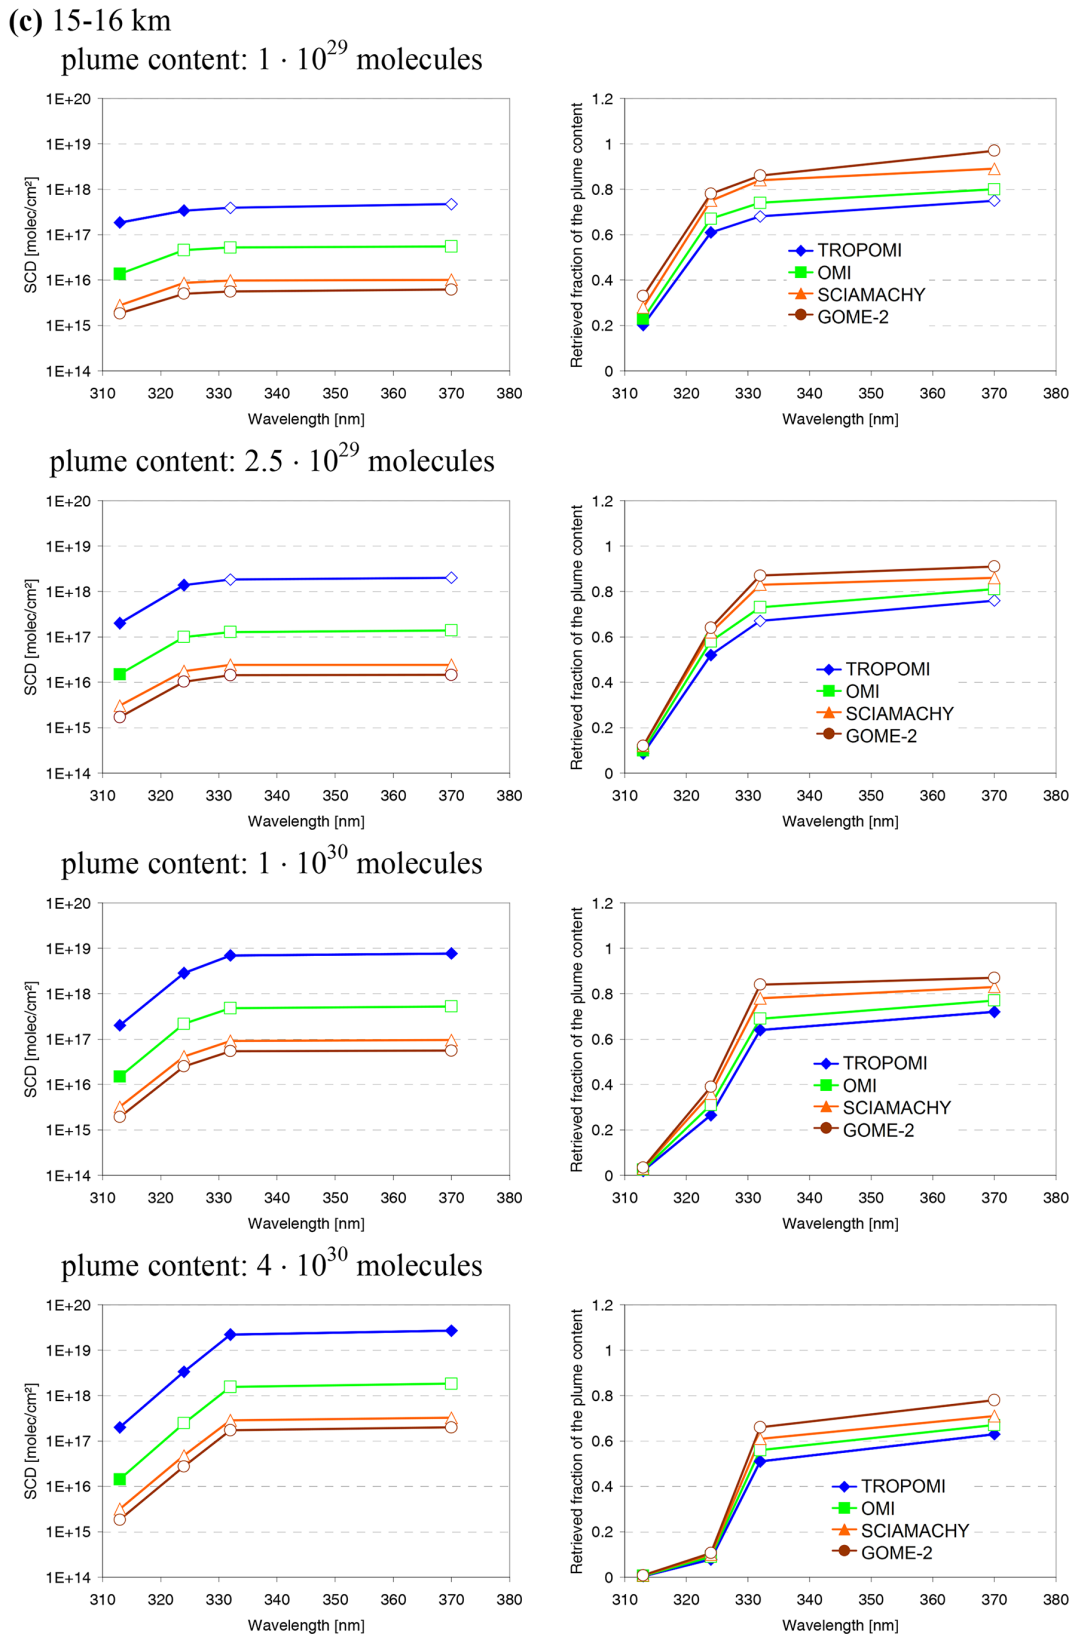 (c) 15-16 km
plume content: 1 · 10²⁹ molecules
1E+20
1E+19
1E+18
1E+17
1E+16
1E+15
1E+14
SCD [molec/cm²]
310 320 330 340 350 360 370 380
Wavelength [nm]
1.2
1
0.8
0.6
0.4
0.2
0
Retrieved fraction of the plume content
TROPOMI
OMI
SCIAMACHY
GOME-2
310 320 330 340 350 360 370 380
Wavelength [nm]
plume content: 2.5 · 10²⁹ molecules
1E+20
1E+19
1E+18
1E+17
1E+16
1E+15
1E+14
SCD [molec/cm²]
310 320 330 340 350 360 370 380
Wavelength [nm]
1.2
1
0.8
0.6
0.4
0.2
0
Retrieved fraction of the plume content
TROPOMI
OMI
SCIAMACHY
GOME-2
310 320 330 340 350 360 370 380
Wavelength [nm]
plume content: 1 · 10³⁰ molecules
1E+20
1E+19
1E+18
1E+17
1E+16
1E+15
1E+14
SCD [molec/cm²]
310 320 330 340 350 360 370 380
Wavelength [nm]
1.2
1
0.8
0.6
0.4
0.2
0
Retrieved fraction of the plume content
TROPOMI
OMI
SCIAMACHY
GOME-2
310 320 330 340 350 360 370 380
Wavelength [nm]
plume content: 4 · 10³⁰ molecules
1E+20
1E+19
1E+18
1E+17
1E+16
1E+15
1E+14
SCD [molec/cm²]
310 320 330 340 350 360 370 380
Wavelength [nm]
1.2
1
0.8
0.6
0.4
0.2
0
Retrieved fraction of the plume content
TROPOMI
OMI
SCIAMACHY
GOME-2
310 320 330 340 350 360 370 380
Wavelength [nm]